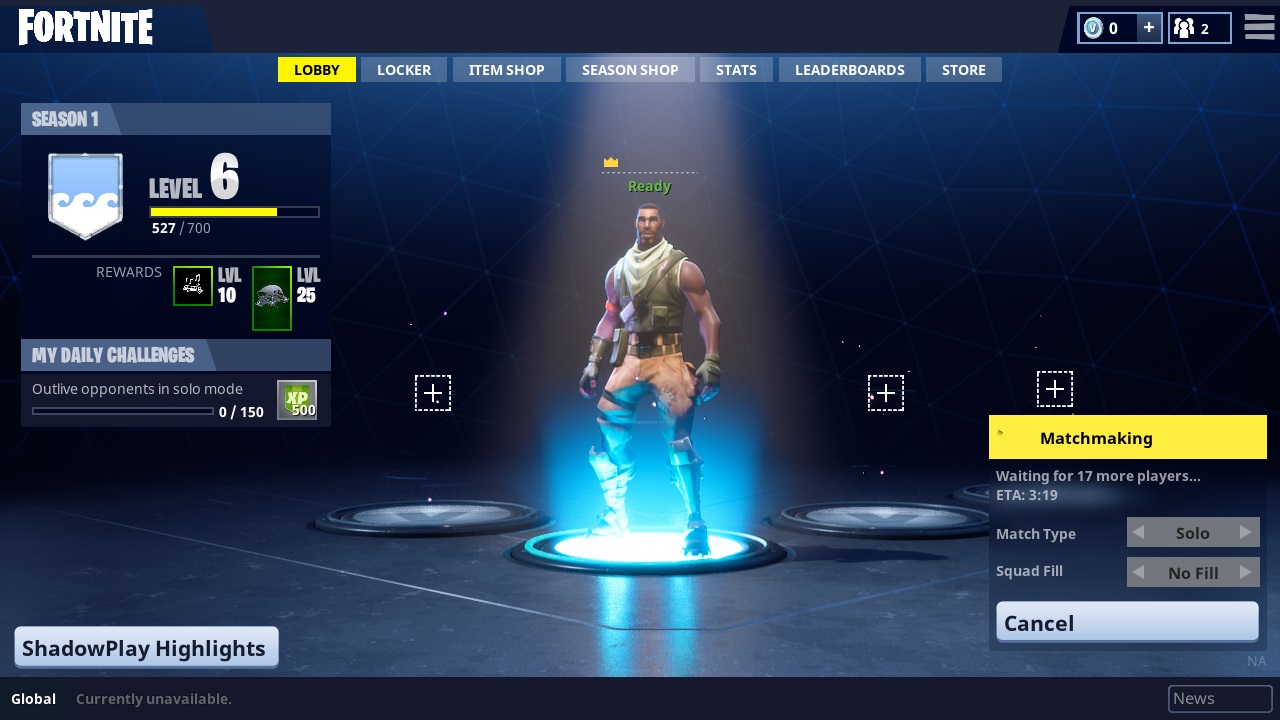 FORTNITE
0 +
2
LOBBY
LOCKER
ITEM SHOP
SEASON SHOP
STATS
LEADERBOARDS
STORE
SEASON 1
LEVEL 6
527 / 700
REWARDS
LVL 10
LVL 25
MY DAILY CHALLENGES
Outlive opponents in solo mode
0 / 150
XP 500
Ready
Matchmaking
Waiting for 17 more players...
ETA: 3:19
Match Type
Solo
Squad Fill
No Fill
Cancel
ShadowPlay Highlights
NA
Global Currently unavailable.
News